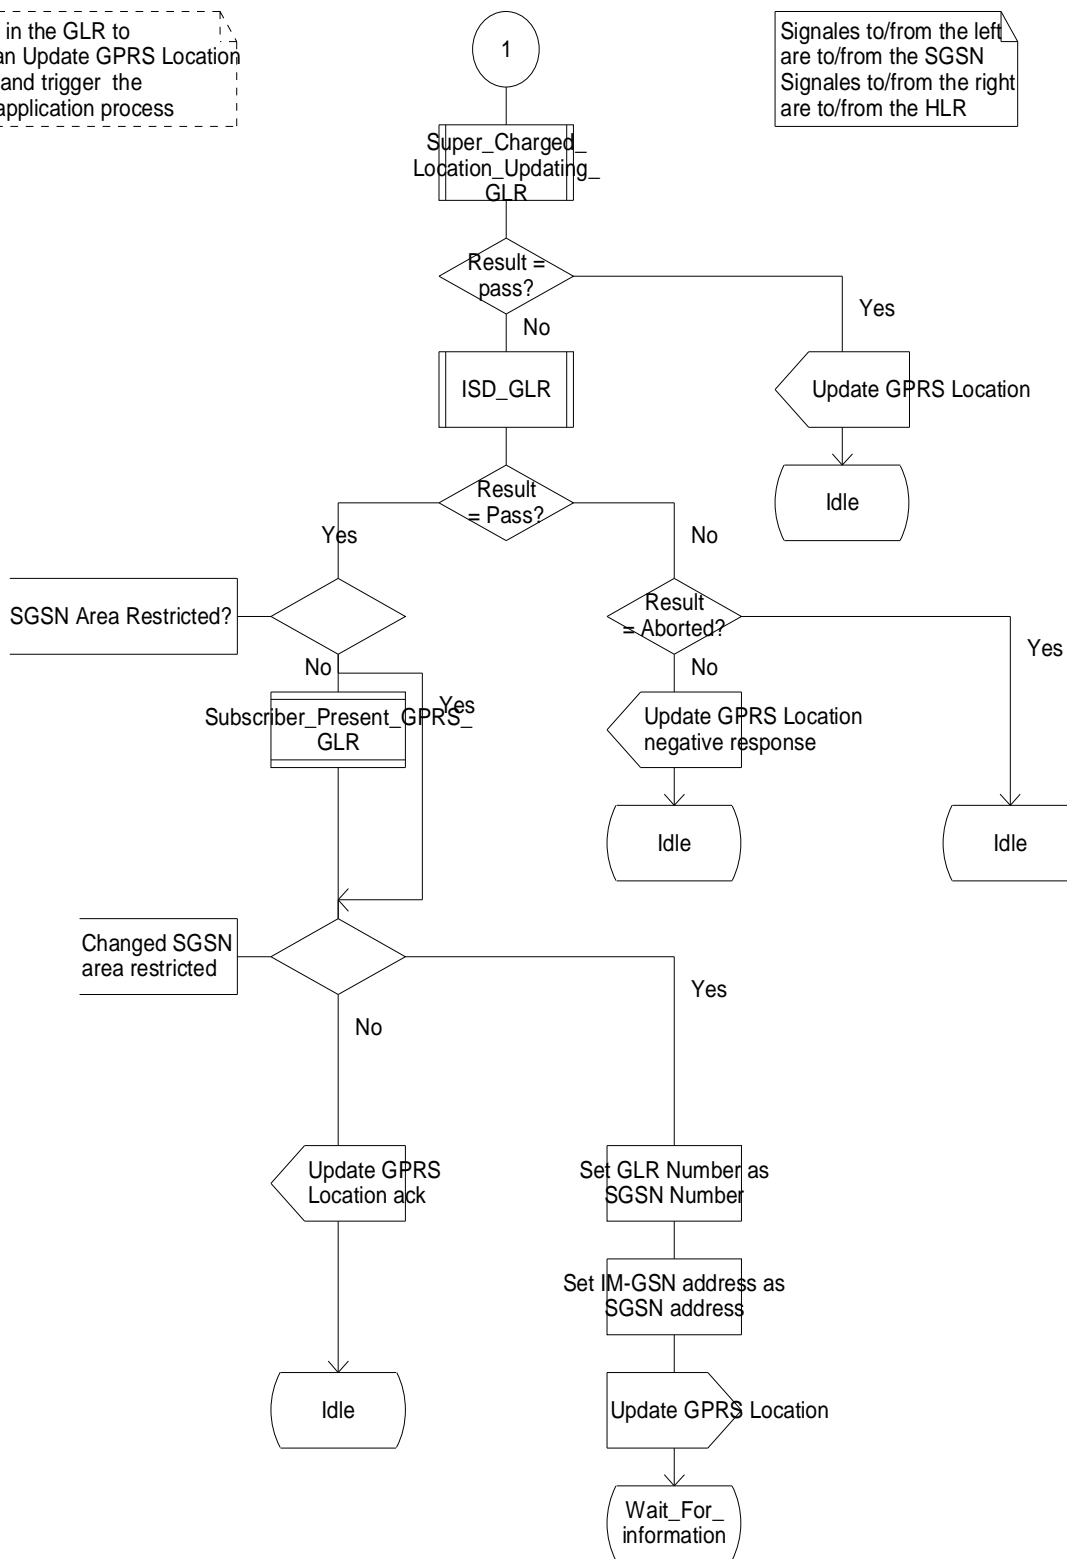 in the GLR to
an Update GPRS Location
and trigger the
application process
1
Signales to/from the left
are to/from the SGSN
Signales to/from the right
are to/from the HLR
Super_Charged_
Location_Updating_
GLR
Result =
pass?
Yes
No
ISD_GLR
Update GPRS Location
Idle
Result
= Pass?
Yes
No
SGSN Area Restricted?
Result
= Aborted?
Yes
No
No
Yes
Subscriber_Present_GPRS_
GLR
Update GPRS Location
negative response
Idle
Idle
Changed SGSN
area restricted
Yes
No
Update GPRS
Location ack
Set GLR Number as
SGSN Number
Set IM-GSN address as
SGSN address
Idle
Update GPRS Location
Wait_For_
information